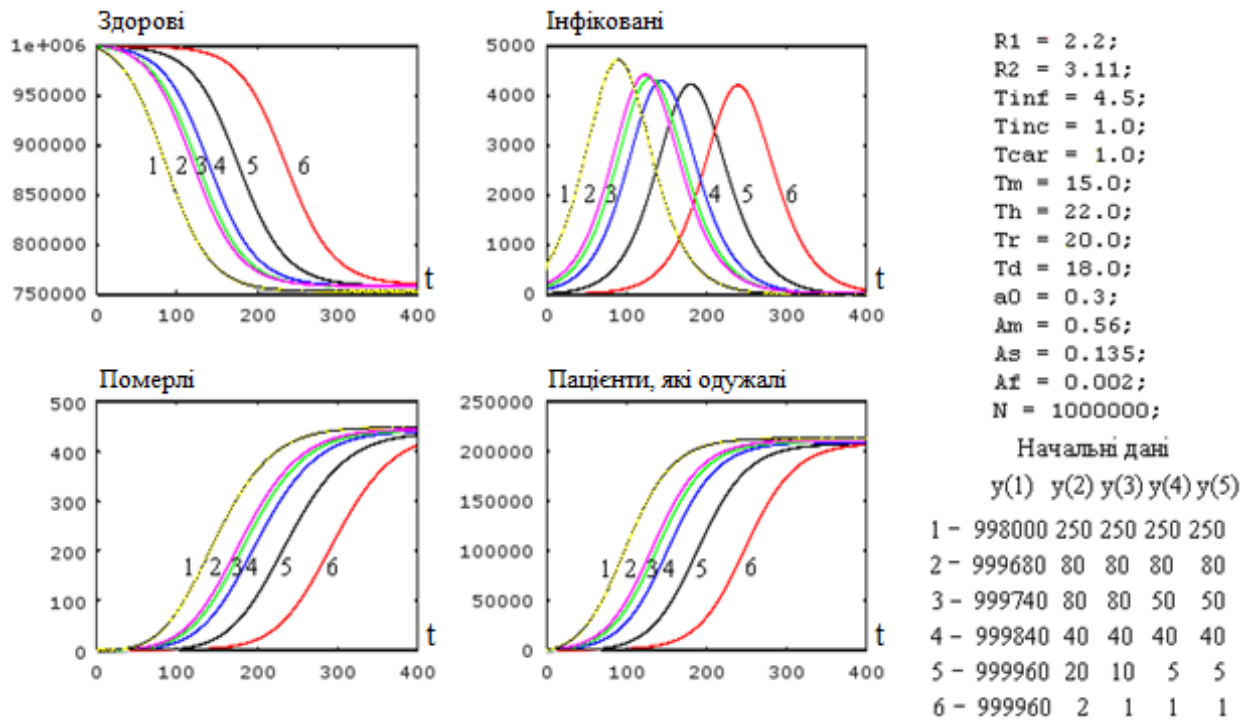 Здорові
1e+006
950000
900000
850000
800000
750000
1 2 3 4 5 6
t
0 100 200 300 400
Інфіковані
5000
4000
3000
2000
1000
0
1 2 3 4 5 6
t
0 100 200 300 400
Померлі
500
400
300
200
100
0
1 2 3 4 5 6
t
0 100 200 300 400
Пацієнти, які одужалі
250000
200000
150000
100000
50000
0
1 2 3 4 5 6
t
0 100 200 300 400
R1 = 2.2;
R2 = 3.11;
Tinf = 4.5;
Tinc = 1.0;
Tcar = 1.0;
Tm = 15.0;
Th = 22.0;
Tr = 20.0;
Td = 18.0;
a0 = 0.3;
Am = 0.56;
As = 0.135;
Af = 0.002;
N = 1000000;
Начальні дані
y(1) y(2) y(3) y(4) y(5)
1 – 998000 250 250 250 250
2 – 999680 80 80 80 80
3 – 999740 80 80 50 50
4 – 999840 40 40 40 40
5 – 999960 20 10 5 5
6 – 999960 2 1 1 1